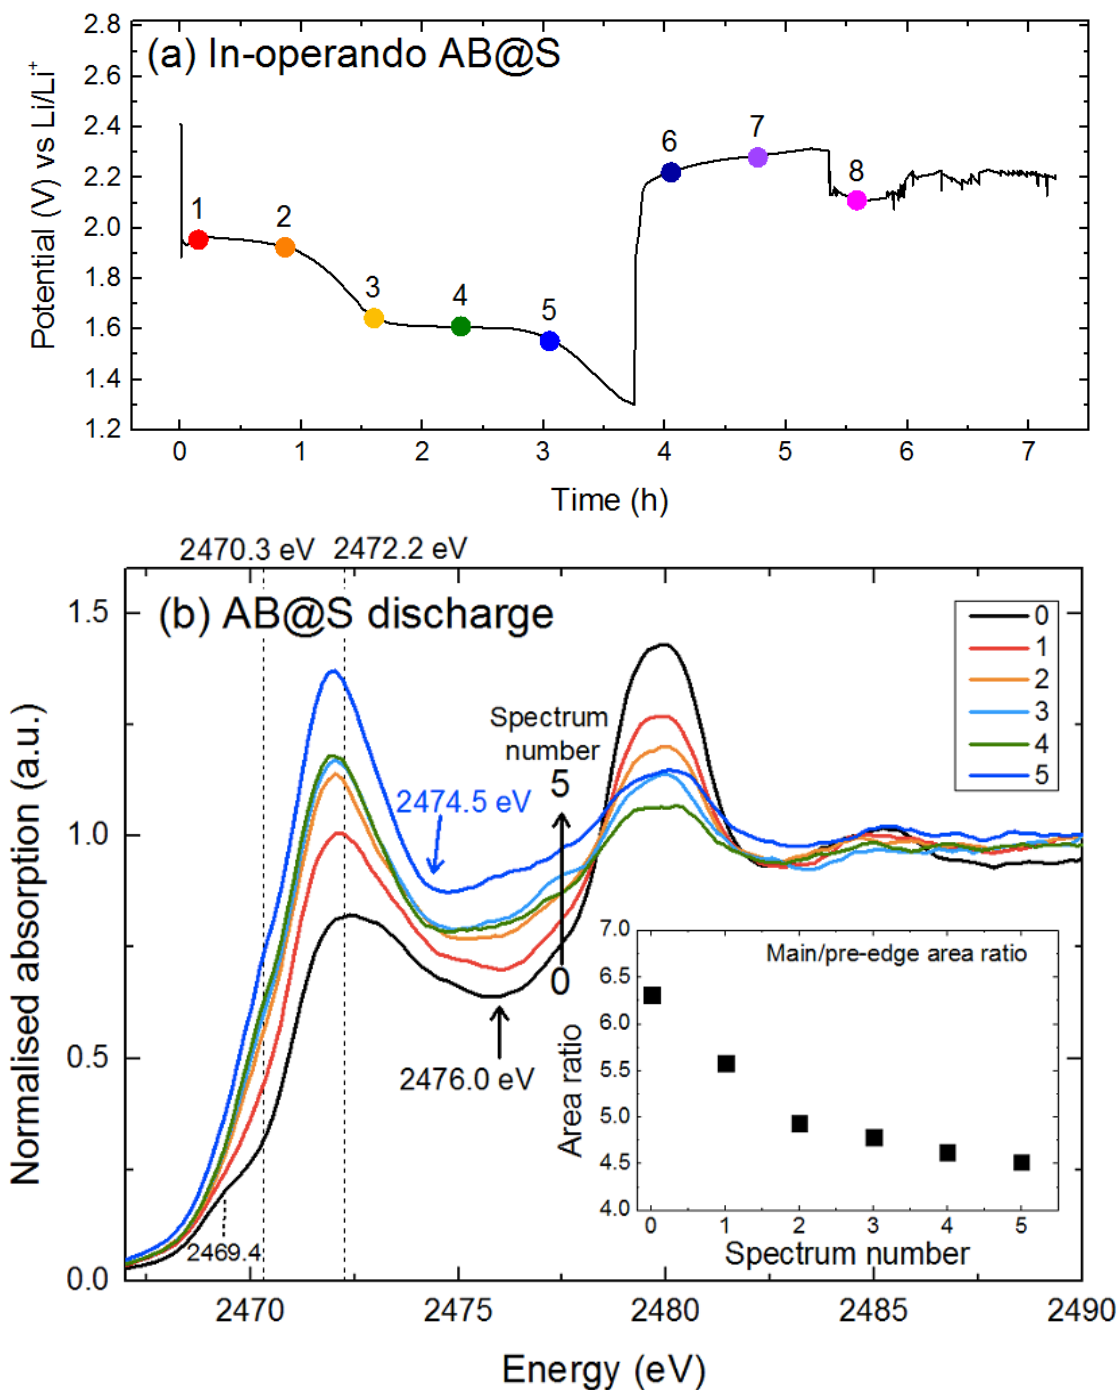 (a) In-operando AB@S
Potential (V) vs Li/Li⁺
2.8
2.6
2.4
2.2
2.0
1.8
1.6
1.4
1.2
1
2
3
4
5
6
7
8
0 1 2 3 4 5 6 7
Time (h)
2470.3 eV 2472.2 eV
(b) AB@S discharge
Normalised absorption (a.u.)
1.5
1.0
0.5
0.0
0
1
2
3
4
5
Spectrum
number
5
0
2474.5 eV
2476.0 eV
2469.4
Main/pre-edge area ratio
Area ratio
7.0
6.5
6.0
5.5
5.0
4.5
4.0
0 1 2 3 4 5
Spectrum number
2470 2475 2480 2485 2490
Energy (eV)